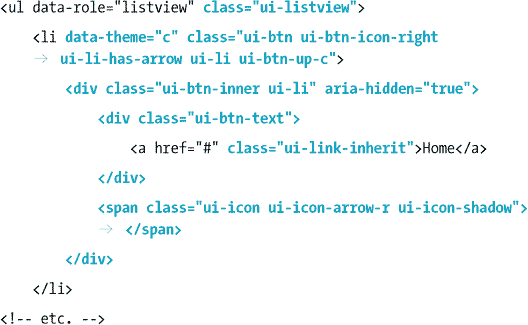 <ul data-role="listview" class="ui-listview">
<li data-theme="c" class="ui-btn ui-btn-icon-right
→ ui-li-has-arrow ui-li ui-btn-up-c">
<div class="ui-btn-inner ui-li" aria-hidden="true">
<div class="ui-btn-text">
<a href="#" class="ui-link-inherit">Home</a>
</div>
<span class="ui-icon ui-icon-arrow-r ui-icon-shadow">
→ </span>
</div>
</li>
<!-- etc. -->